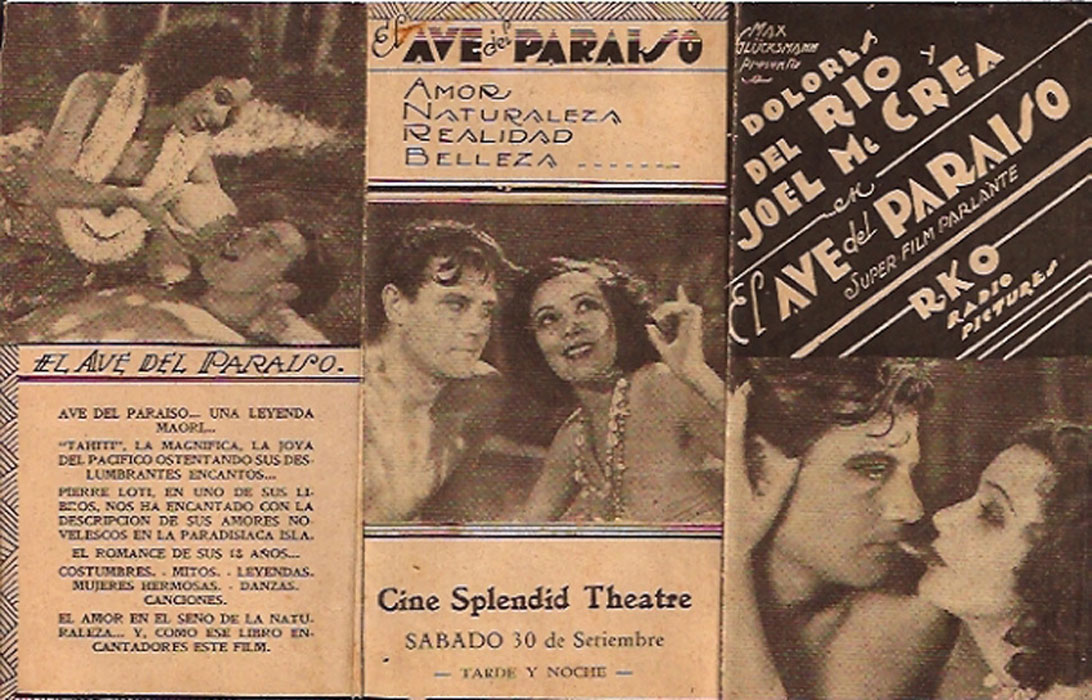 EL AVE DEL PARAISO.
AVE DEL PARAISO... UNA LEYENDA
MAORI...
"TAHITI", LA MAGNIFICA, LA JOYA
DEL PACIFICO OSTENTANDO SUS DES-
LUMBRANTES ENCANTOS...
PIERRE LOTI, EN UNO DE SUS LI-
BROS, NOS HA ENCANTADO CON LA
DESCRIPCION DE SUS AMORES NO-
VELESCOS EN LA PARADISIACA ISLA.
EL ROMANCE DE SUS 18 AÑOS...
COSTUMBRES. - MITOS. - LEYENDAS.
MUJERES HERMOSAS. - DANZAS.
CANCIONES.
EL AMOR EN EL SENO DE LA NATU-
RALEZA... Y, COMO ESE LIBRO EN-
CANTADORES ESTE FILM.
El AVE del PARAISO
AMOR
NATURALEZA
REALIDAD
BELLEZA .......
Cine Splendid Theatre
SABADO 30 de Setiembre
— TARDE Y NOCHE —
MAX
GLÜCKSMANN
Presenta
DOLORES
DEL RIO Y
JOEL Mc CREA
en
El AVE del PARAISO
SUPER-FILM PARLANTE
RKO
RADIO
PICTURES